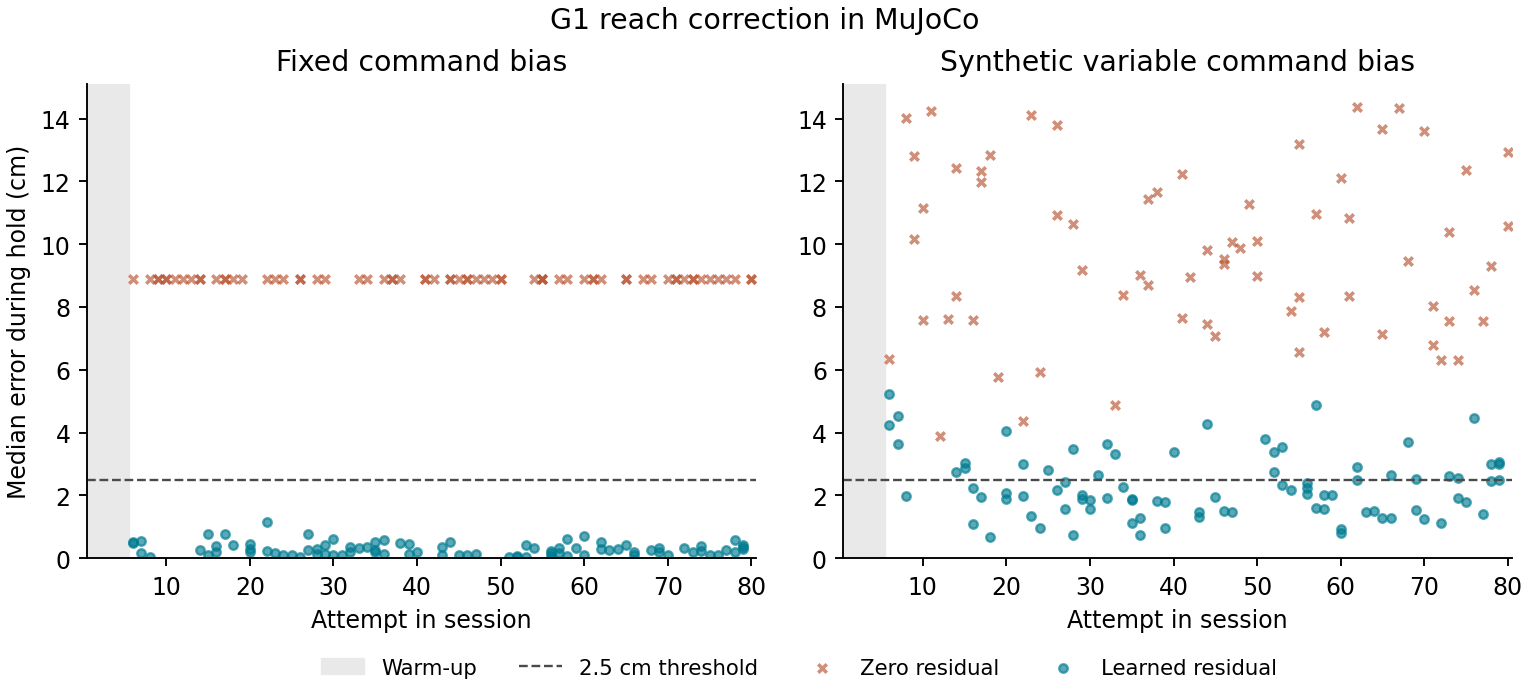 G1 reach correction in MuJoCo
Fixed command bias
Synthetic variable command bias
Median error during hold (cm)
14
12
10
8
6
4
2
0
10 20 30 40 50 60 70 80
Attempt in session
14
12
10
8
6
4
2
0
10 20 30 40 50 60 70 80
Attempt in session
Warm-up 2.5 cm threshold Zero residual Learned residual